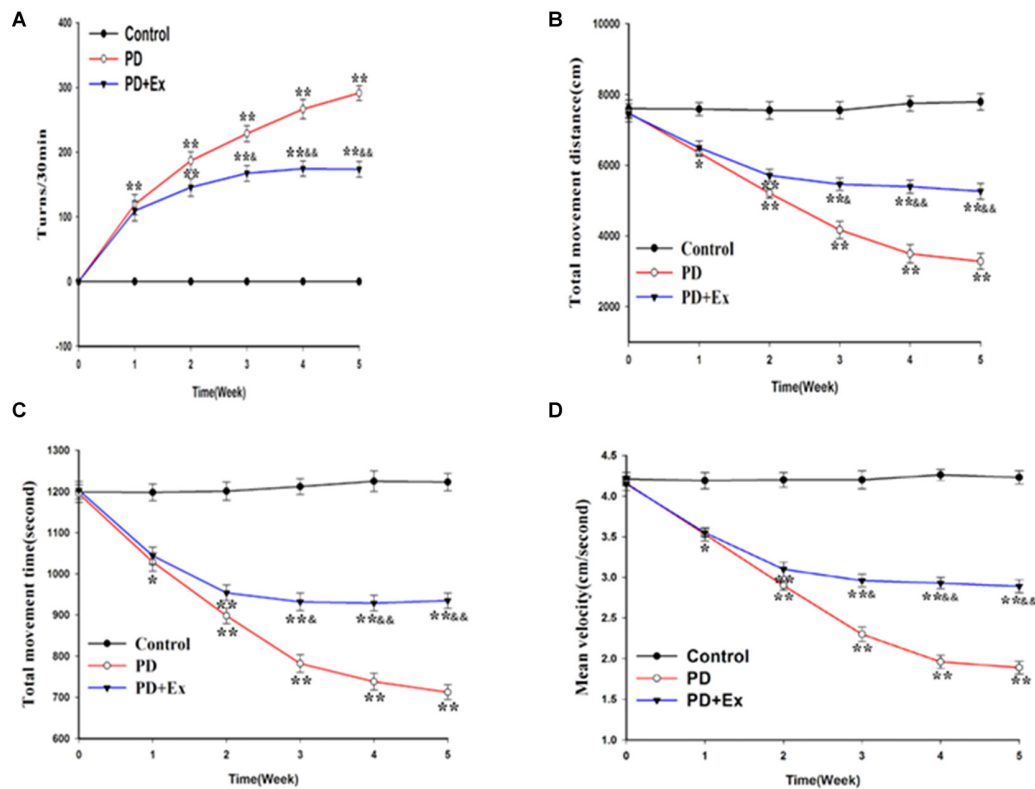 A
Control
PD
PD+Ex
Turns/30min
400
300
200
100
0
-100
** ** ** ** **
** **& **&& **&&
0 1 2 3 4 5
Time(Week)
B
Total movement distance(cm)
10000
8000
6000
4000
2000
* ** **& **&& **&&
** ** ** **
Control
PD
PD+Ex
0 1 2 3 4 5
Time(Week)
C
Total movement time(second)
1300
1200
1100
1000
900
800
700
600
* ** **& **&& **&&
** ** ** **
Control
PD
PD+Ex
0 1 2 3 4 5
Time(Week)
D
Mean velocity(cm/second)
4.5
4.0
3.5
3.0
2.5
2.0
1.5
1.0
* ** **& **&& **&&
** ** ** **
Control
PD
PD+Ex
0 1 2 3 4 5
Time(Week)